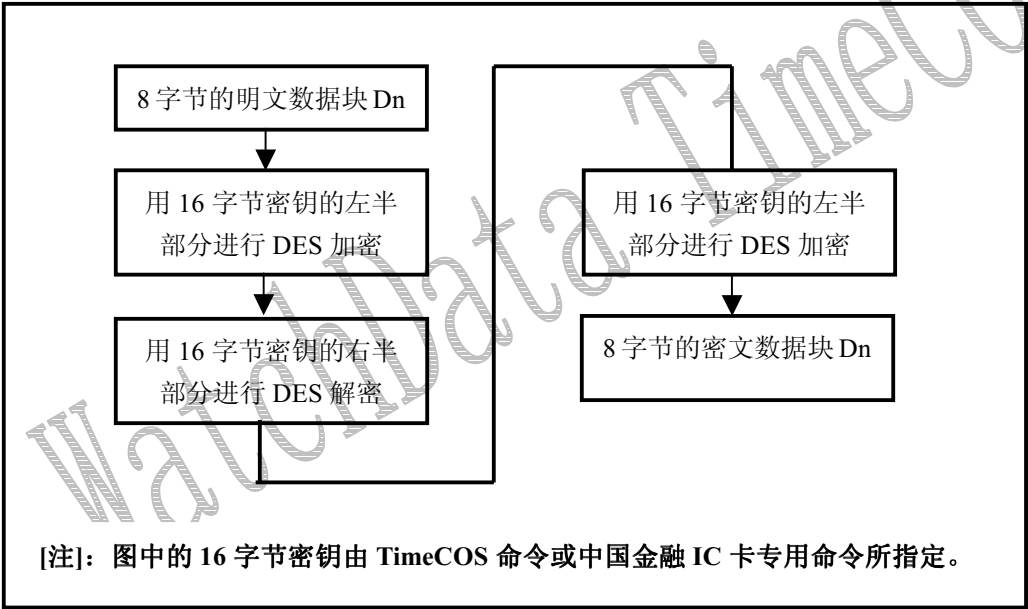 8 字节的明文数据块 Dn
用 16 字节密钥的左半
部分进行 DES 加密
用 16 字节密钥的右半
部分进行 DES 解密
用 16 字节密钥的左半
部分进行 DES 加密
8 字节的密文数据块 Dn
[注]：图中的 16 字节密钥由 TimeCOS 命令或中国金融 IC 卡专用命令所指定。
WatchData TimeCO